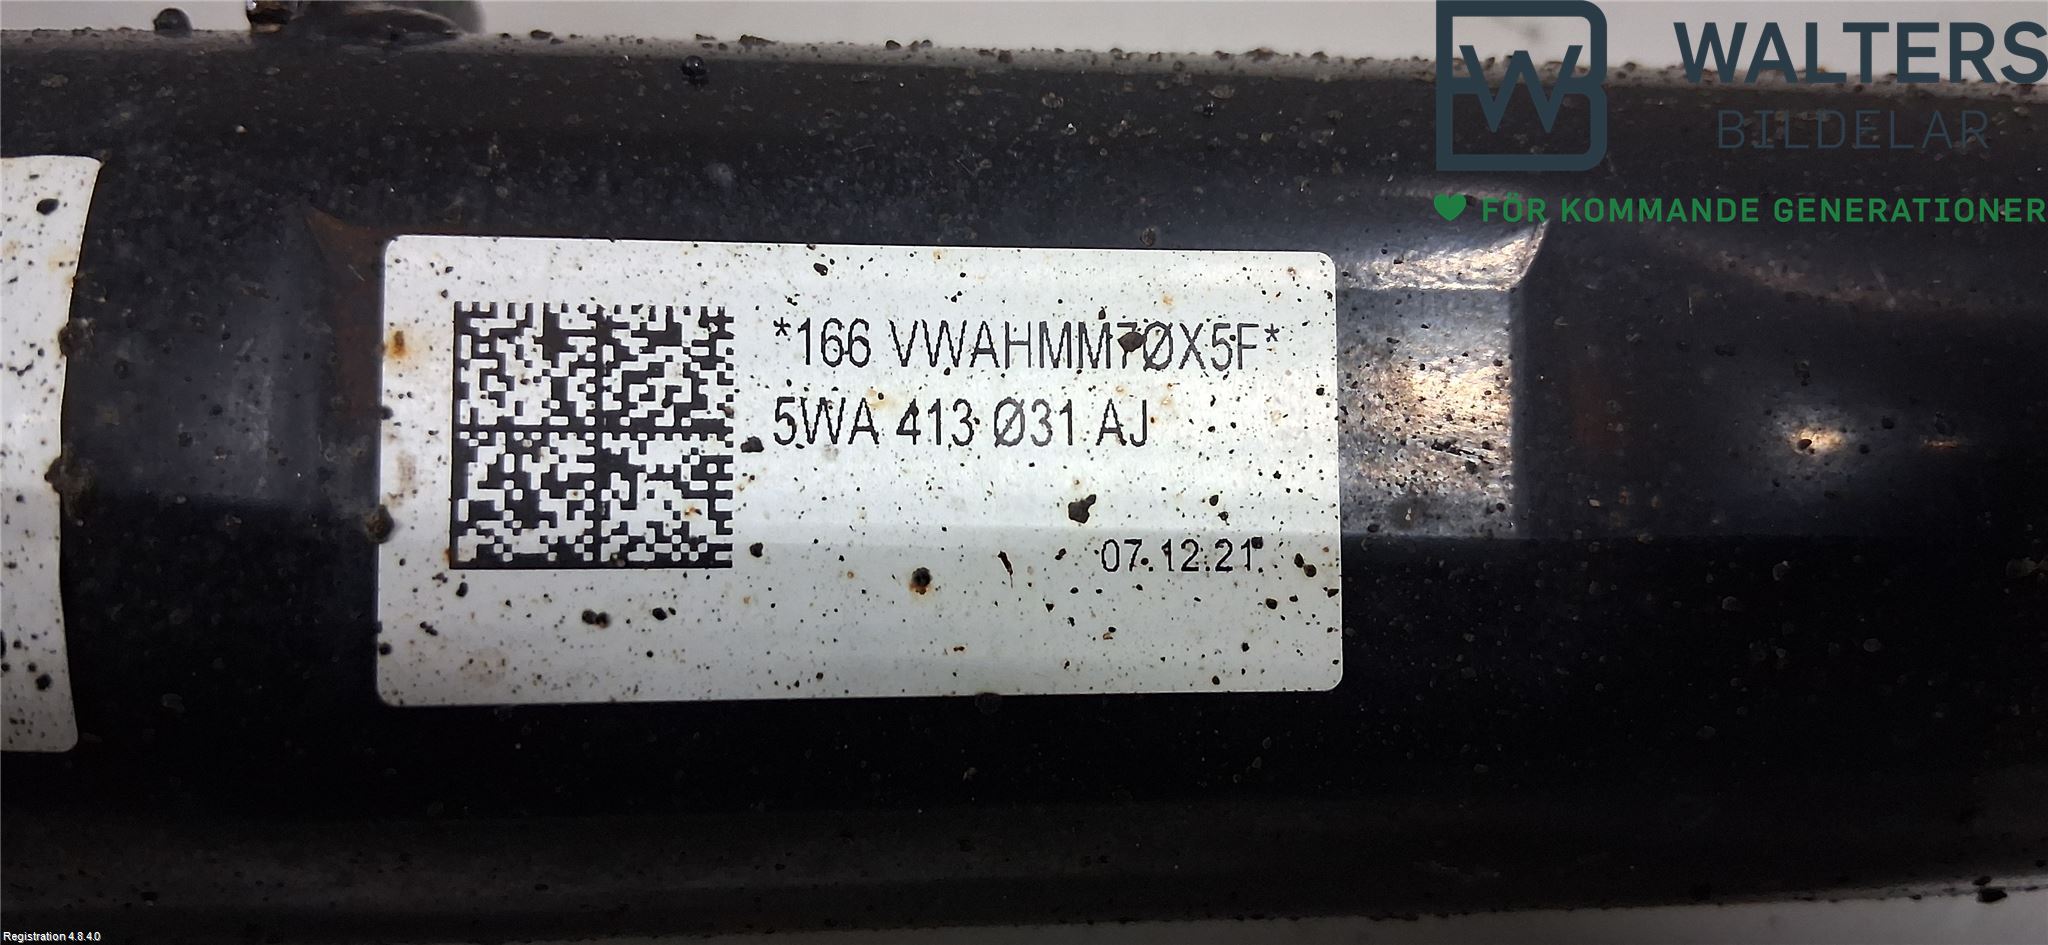 WALTERS
BILDELAR
FÖR KOMMANDE GENERATIONER
*166 VWAHMM7ØX5F*
5WA 413 Ø31 AJ
07.12.21
Registration 4.8.4.0